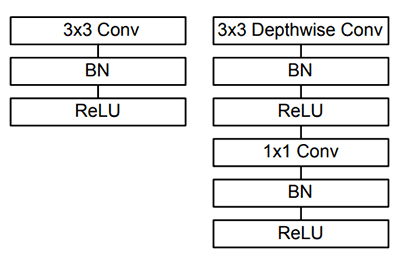 3x3 Conv
BN
ReLU
3x3 Depthwise Conv
BN
ReLU
1x1 Conv
BN
ReLU